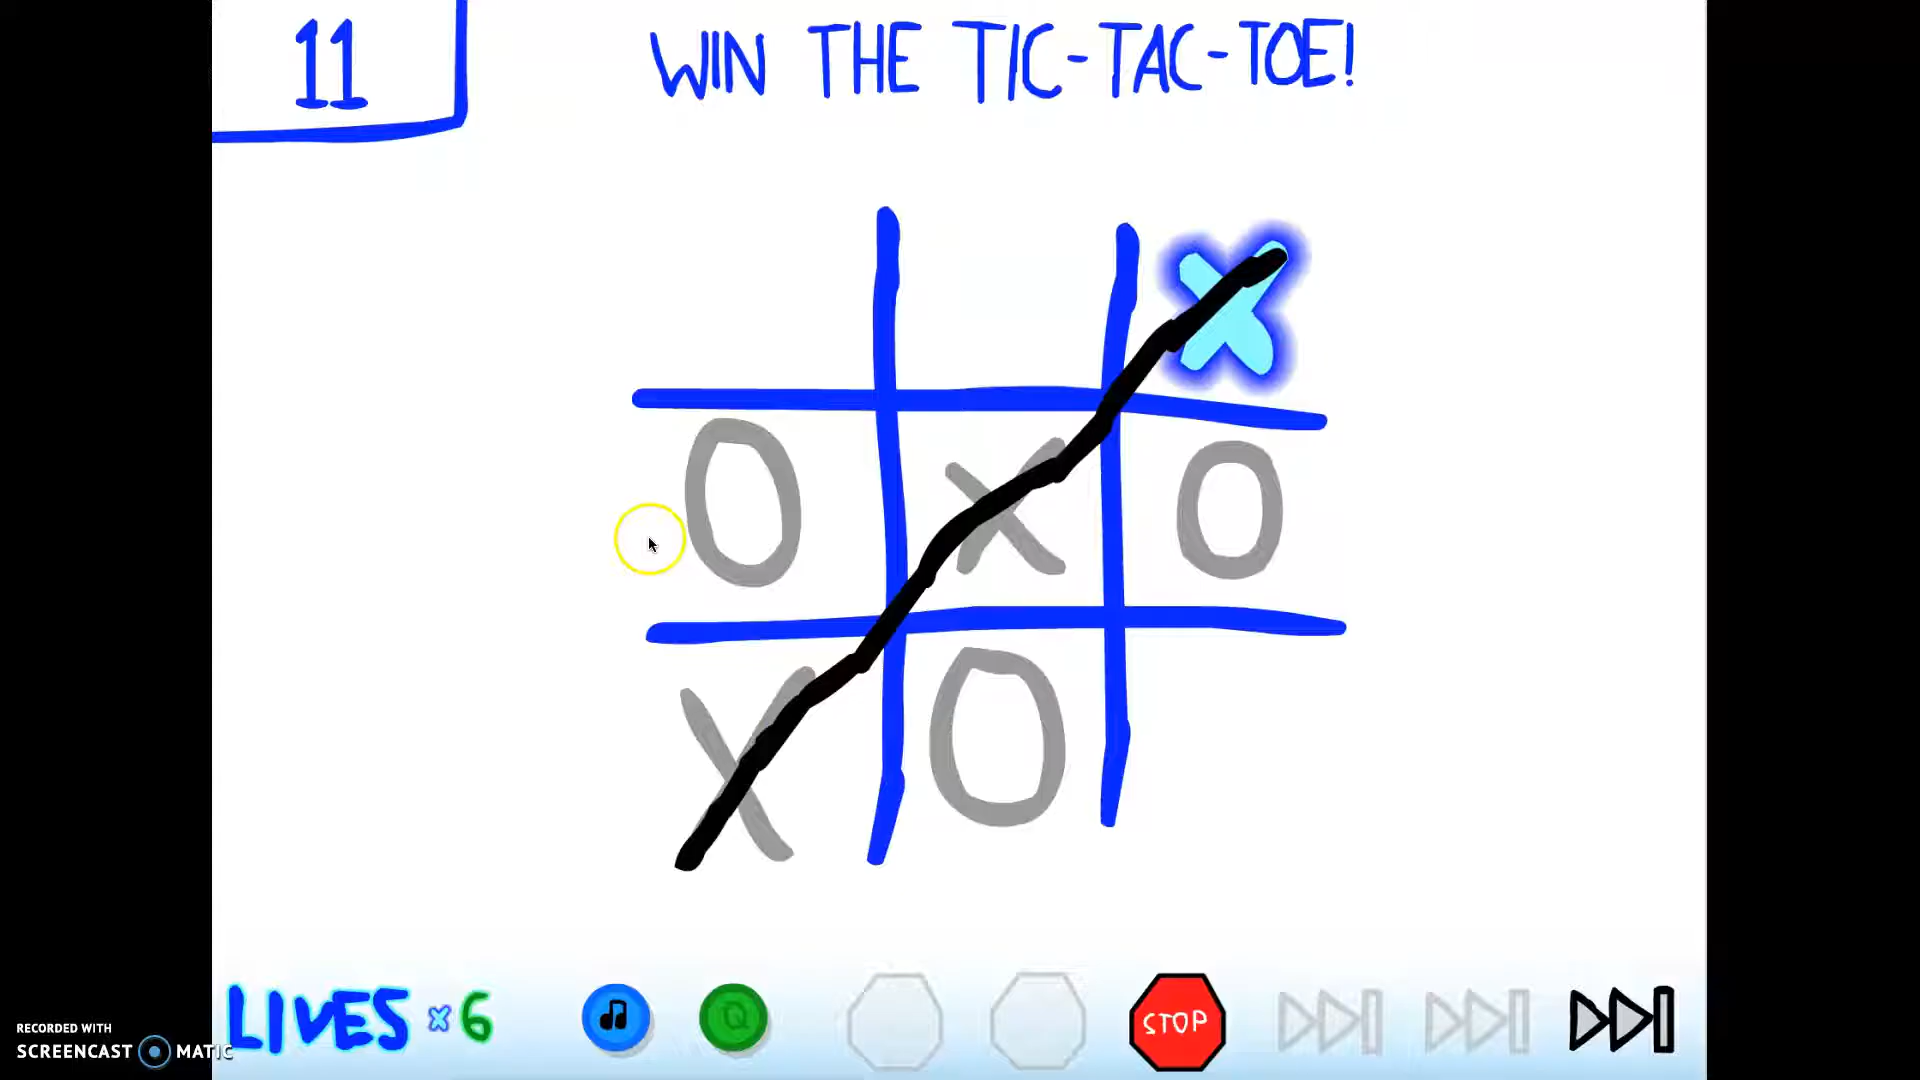 11
WIN THE TIC-TAC-TOE!
X
O X O
X O
LIVES x 6
Q
STOP
RECORDED WITH
SCREENCAST MATIC